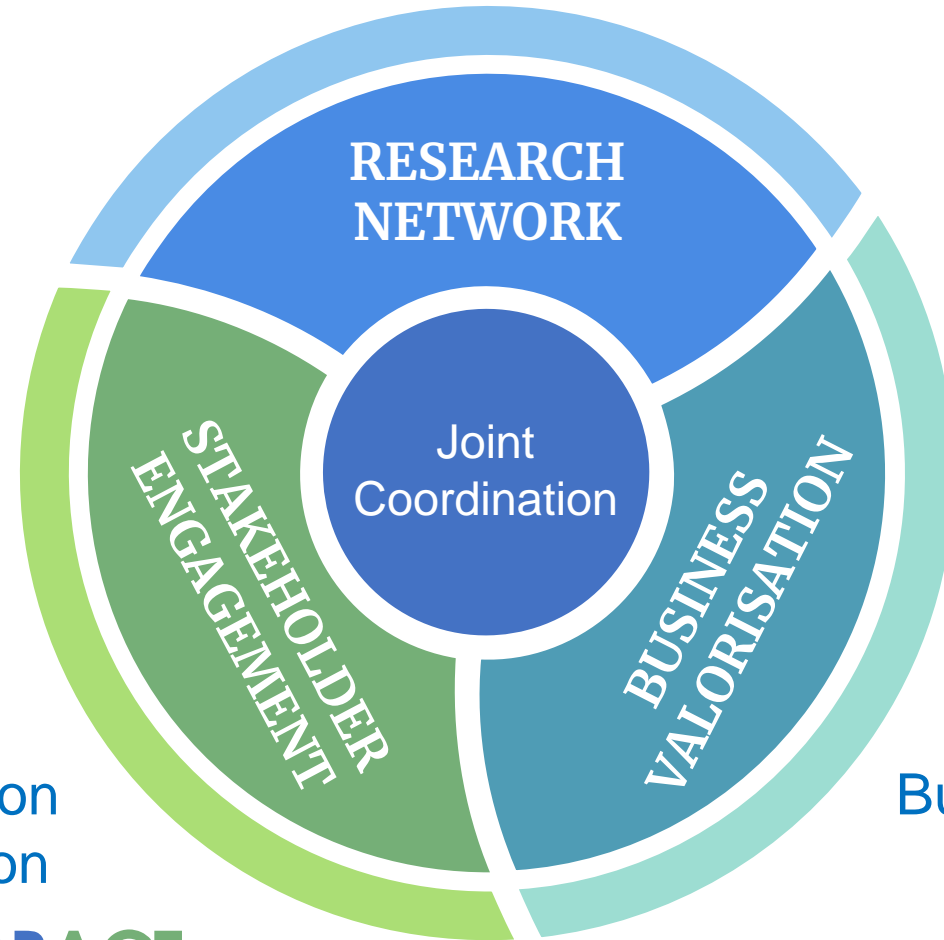 RESEARCH
NETWORK
Joint
Coordination
STAKEHOLDER
ENGAGEMENT
BUSINESS
VALORISATION
on
on
Bu